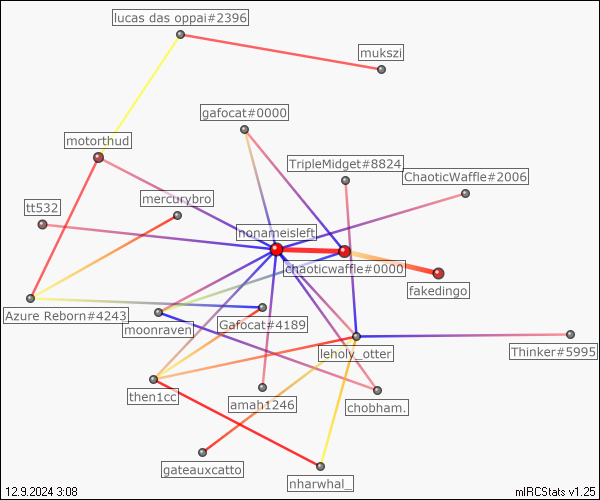 lucas das oppai#2396
mukszi
gafocat#0000
motorthud
TripleMidget#8824
ChaoticWaffle#2006
mercurybro
tt532
nonameisleft
chaoticwaffle#0000
fakedingo
Azure Reborn#4243
moonraven
Gafocat#4189
leholy_otter
Thinker#5995
then1cc
amah1246
chobham.
gateauxcatto
nharwhal_
12.9.2024 3:08
mIRCStats v1.25